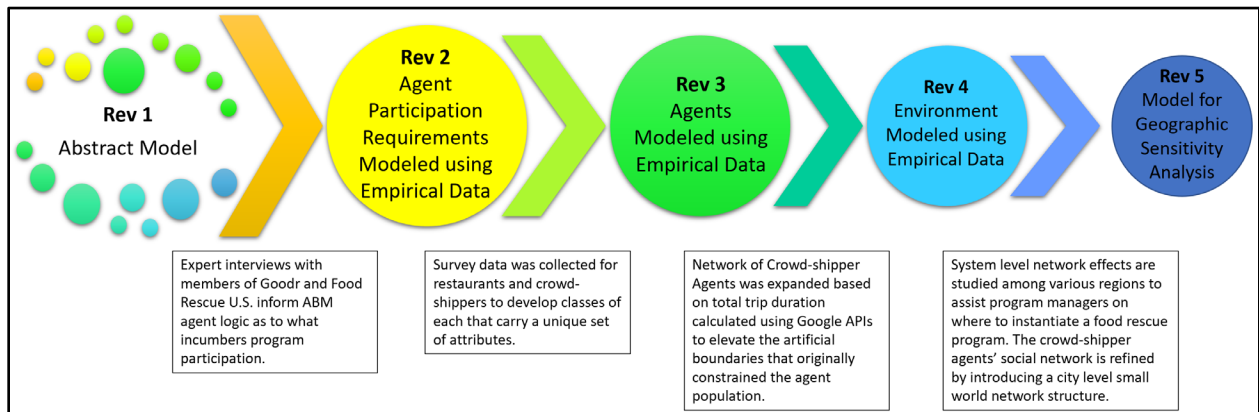 Rev 1
Abstract Model
Rev 2
Agent
Participation
Requirements
Modeled using
Empirical Data
Rev 3
Agents
Modeled using
Empirical Data
Rev 4
Environment
Modeled using
Empirical Data
Rev 5
Model for
Geographic
Sensitivity
Analysis
Expert interviews with
members of Goodr and Food
Rescue U.S. inform ABM
agent logic as to what
incumbers program
participation.
Survey data was collected for
restaurants and crowd-
shippers to develop classes of
each that carry a unique set
of attributes.
Network of Crowd-shipper
Agents was expanded based
on total trip duration
calculated using Google APIs
to elevate the artificial
boundaries that originally
constrained the agent
population.
System level network effects are
studied among various regions to
assist program managers on
where to instantiate a food rescue
program. The crowd-shipper
agents’ social network is refined
by introducing a city level small
world network structure.